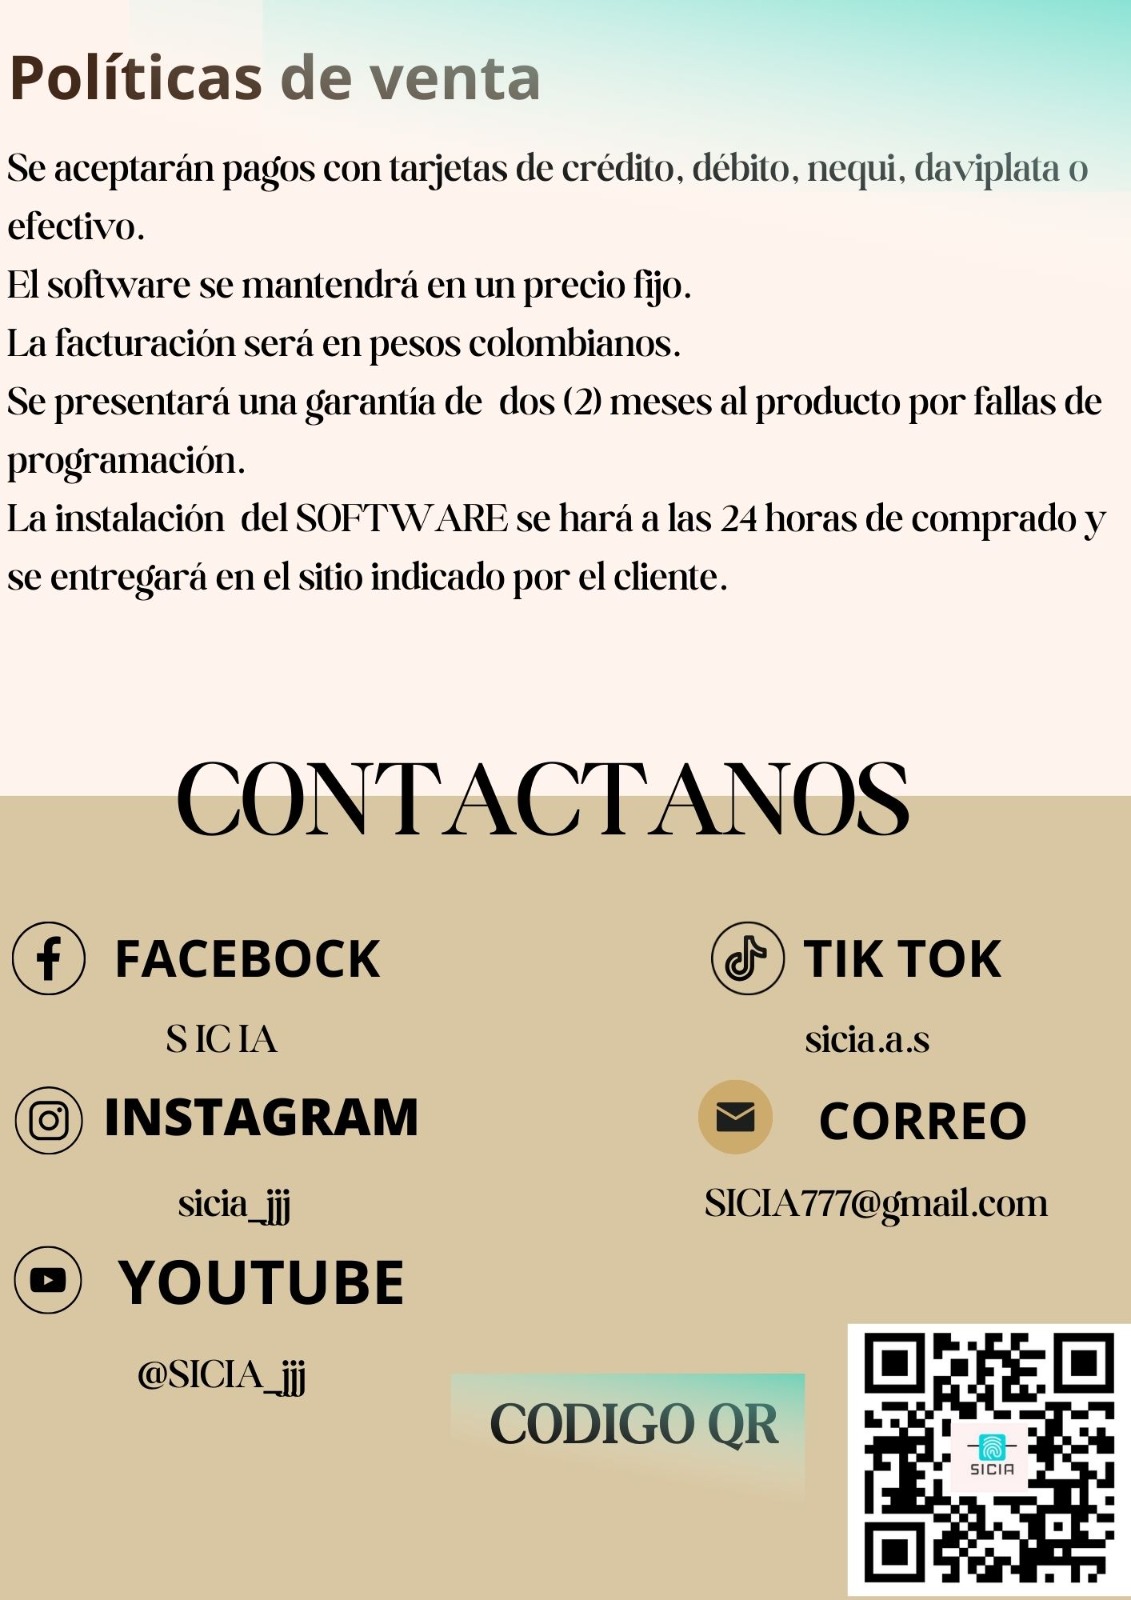 Políticas de venta
Se aceptarán pagos con tarjetas de crédito, débito, nequi, daviplata o
efectivo.
El software se mantendrá en un precio fijo.
La facturación será en pesos colombianos.
Se presentará una garantía de dos (2) meses al producto por fallas de
programación.
La instalación del SOFTWARE se hará a las 24 horas de comprado y
se entregará en el sitio indicado por el cliente.
CONTACTANOS
FACEBOCK
S IC IA
TIK TOK
sicia.a.s
INSTAGRAM
sicia_jjj
CORREO
SICIA777@gmail.com
YOUTUBE
@SICIA_jjj
CODIGO QR
SICIA